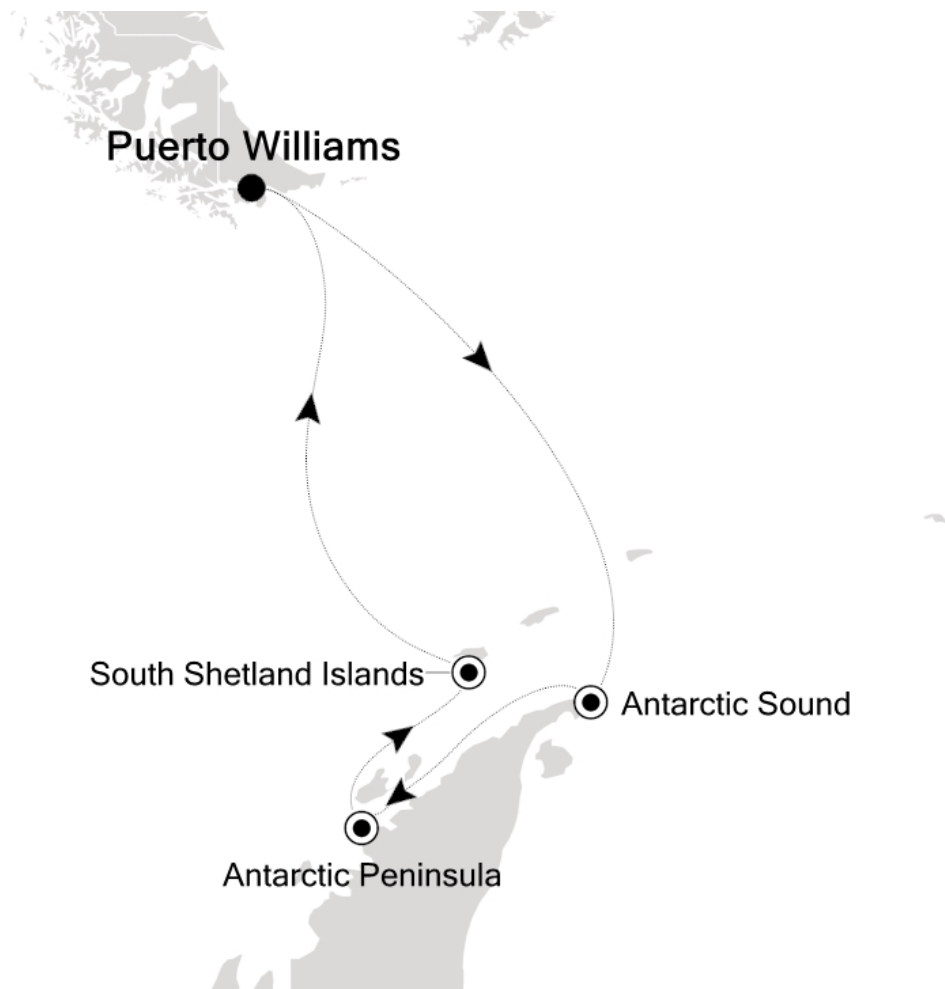 Puerto Williams
South Shetland Islands
Antarctic Sound
Antarctic Peninsula